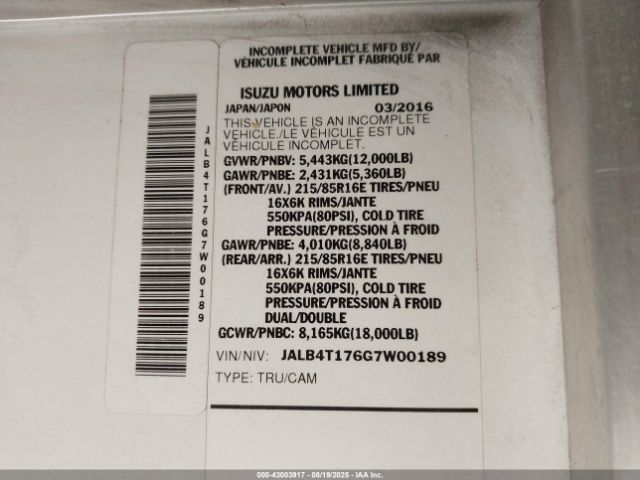 INCOMPLETE VEHICLE MFD BY/
VÉHICULE INCOMPLET FABRIQUÉ PAR
ISUZU MOTORS LIMITED
JAPAN/JAPON 03/2016
THIS VEHICLE IS AN INCOMPLETE
VEHICLE./LE VÉHICULE EST UN
VÉHICULE INCOMPLET.
GVWR/PNBV: 5,443KG(12,000LB)
GAWR/PNBE: 2,431KG(5,360LB)
(FRONT/AV.) 215/85R16E TIRES/PNEU
16X6K RIMS/JANTE
550KPA(80PSI), COLD TIRE
PRESSURE/PRESSION À FROID
GAWR/PNBE: 4,010KG(8,840LB)
(REAR/ARR.) 215/85R16E TIRES/PNEU
16X6K RIMS/JANTE
550KPA(80PSI), COLD TIRE
PRESSURE/PRESSION À FROID
DUAL/DOUBLE
GCWR/PNBC: 8,165KG(18,000LB)
VIN/NIV: JALB4T176G7W00189
TYPE: TRU/CAM
JALB4T176G7W00189
000-43003917 - 08/19/2025 - IAA Inc.